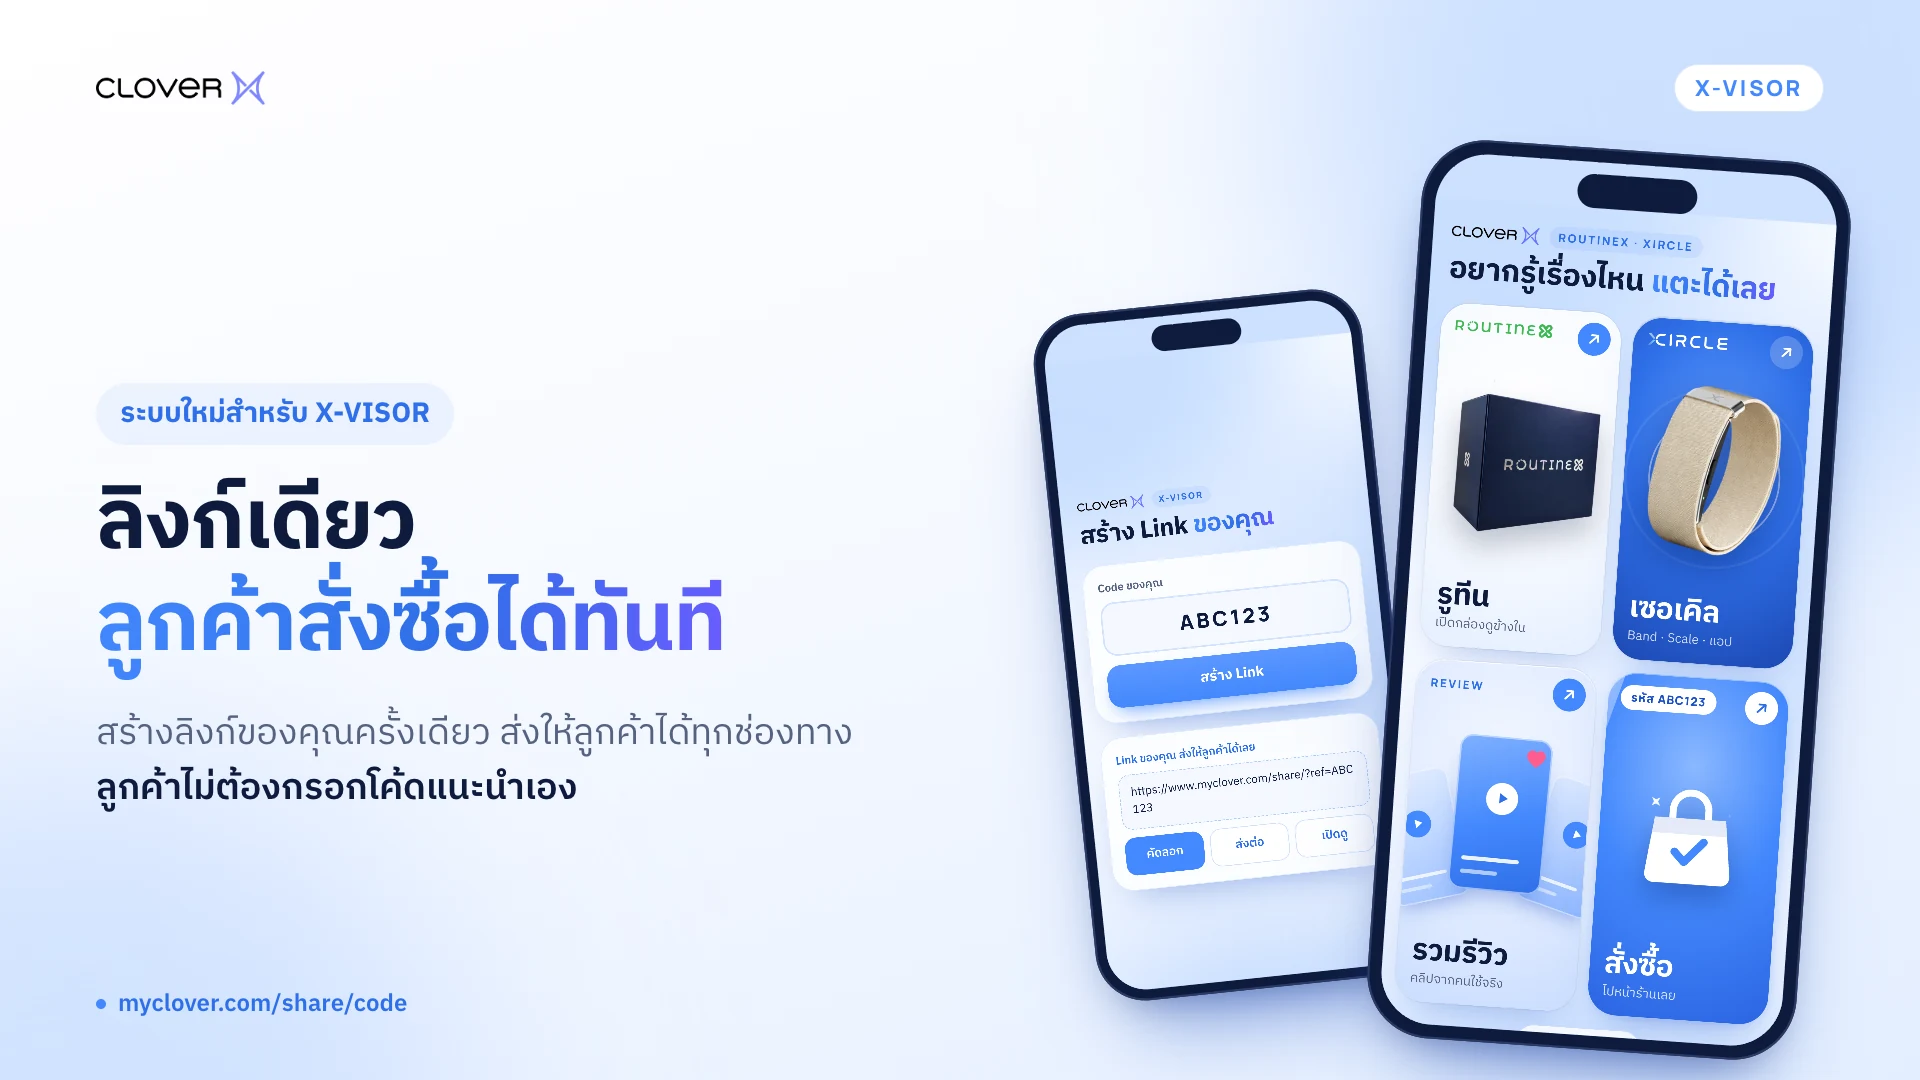 CLOVER X
X-VISOR
ระบบใหม่สำหรับ X-VISOR
ลิงก์เดียว
ลูกค้าสั่งซื้อได้ทันที
สร้างลิงก์ของคุณครั้งเดียว ส่งให้ลูกค้าได้ทุกช่องทาง
ลูกค้าไม่ต้องกรอกโค้ดแนะนำเอง
myclover.com/share/code
CLOVER X X-VISOR
สร้าง Link ของคุณ
Code ของคุณ
ABC123
สร้าง Link
Link ของคุณ ส่งให้ลูกค้าได้เลย
https://www.myclover.com/share/?ref=ABC
123
คัดลอก ส่งต่อ เปิดดู
CLOVER X ROUTINEX · XIRCLE
อยากรู้เรื่องไหน แตะได้เลย
ROUTINEX
ROUTINEX
รูทีน
เปิดกล่องดูข้างใน
XCIRCLE
เซอเคิล
Band · Scale · แอป
REVIEW
รวมรีวิว
คลิปจากคนใช้จริง
รหัส ABC123
สั่งซื้อ
ไปหน้าร้านเลย